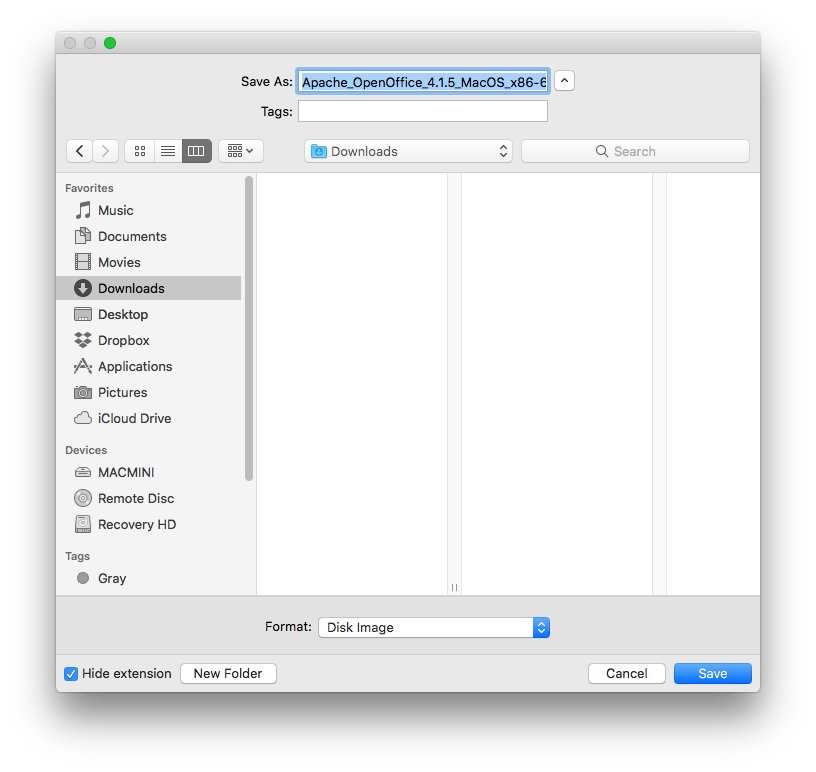 Save As: Apache_OpenOffice_4.1.5_MacOS_x86-6
Tags:
Downloads
Search
Favorites
Music
Documents
Movies
Downloads
Desktop
Dropbox
Applications
Pictures
iCloud Drive
Devices
MACMINI
Remote Disc
Recovery HD
Tags
Gray
Format: Disk Image
Hide extension New Folder Cancel Save